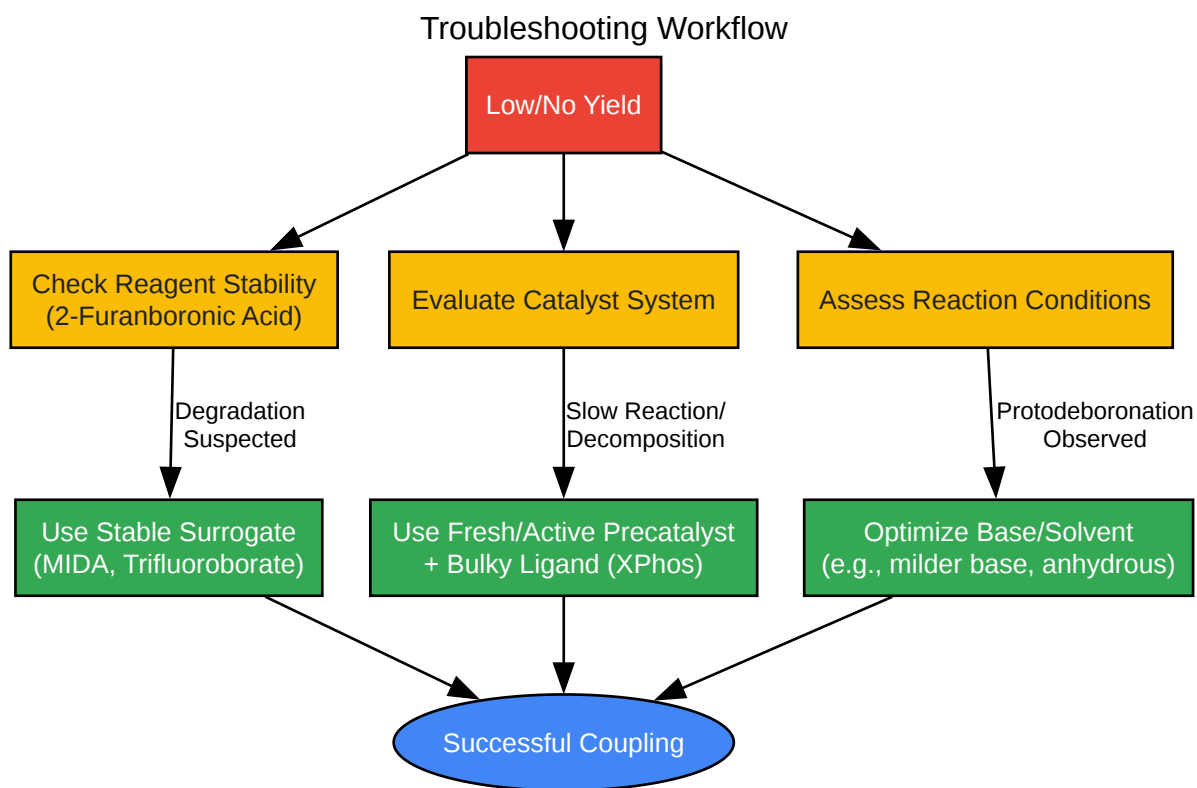 Troubleshooting Workflow
Low/No Yield
Check Reagent Stability
(2-Furanboronic Acid)
Evaluate Catalyst System
Assess Reaction Conditions
Degradation
Suspected
Slow Reaction/
Decomposition
Protodeboronation
Observed
Use Stable Surrogate
(MIDA, Trifluoroborate)
Use Fresh/Active Precatalyst
+ Bulky Ligand (XPhos)
Optimize Base/Solvent
(e.g., milder base, anhydrous)
Successful Coupling